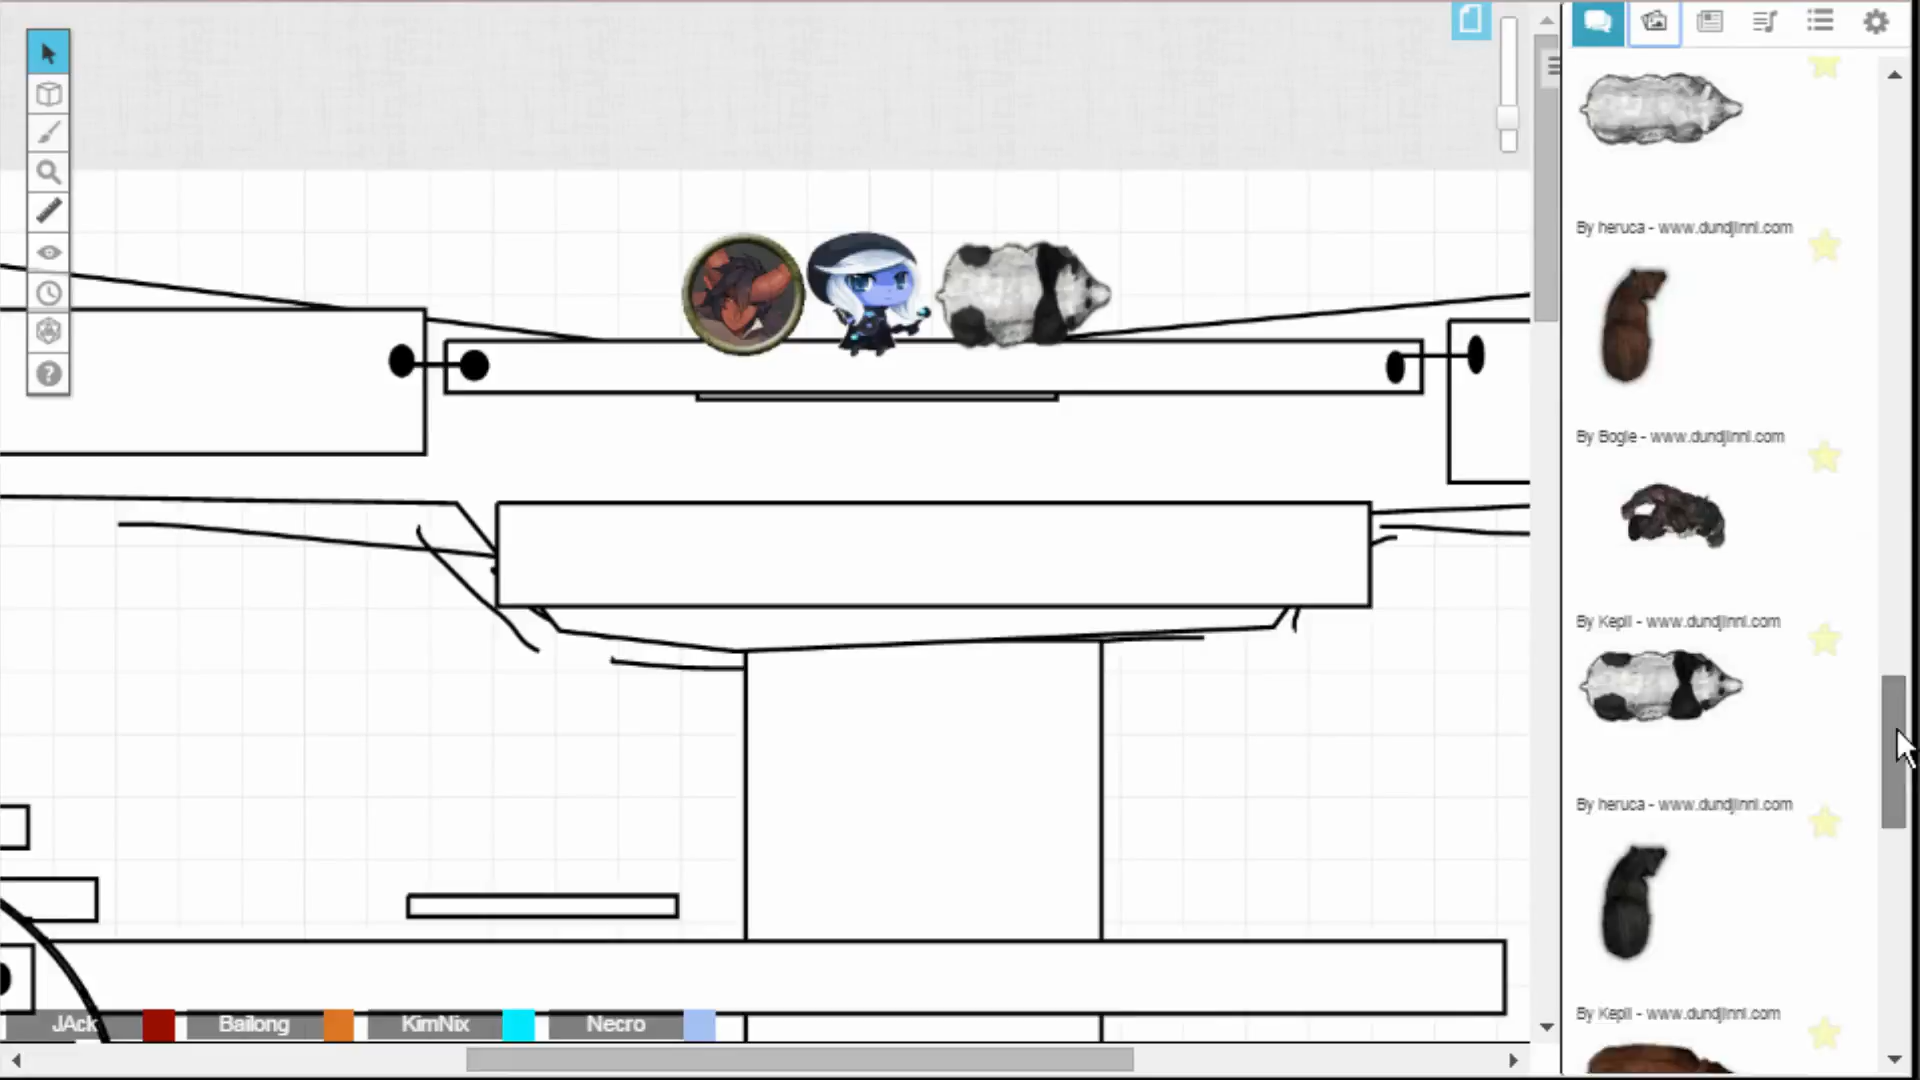 By heruca - www.dundjinni.com
By Bogie - www.dundjinni.com
By Kepli - www.dundjinni.com
By heruca - www.dundjinni.com
By Kepli - www.dundjinni.com
JAck
Bailong
KimNix
Necro